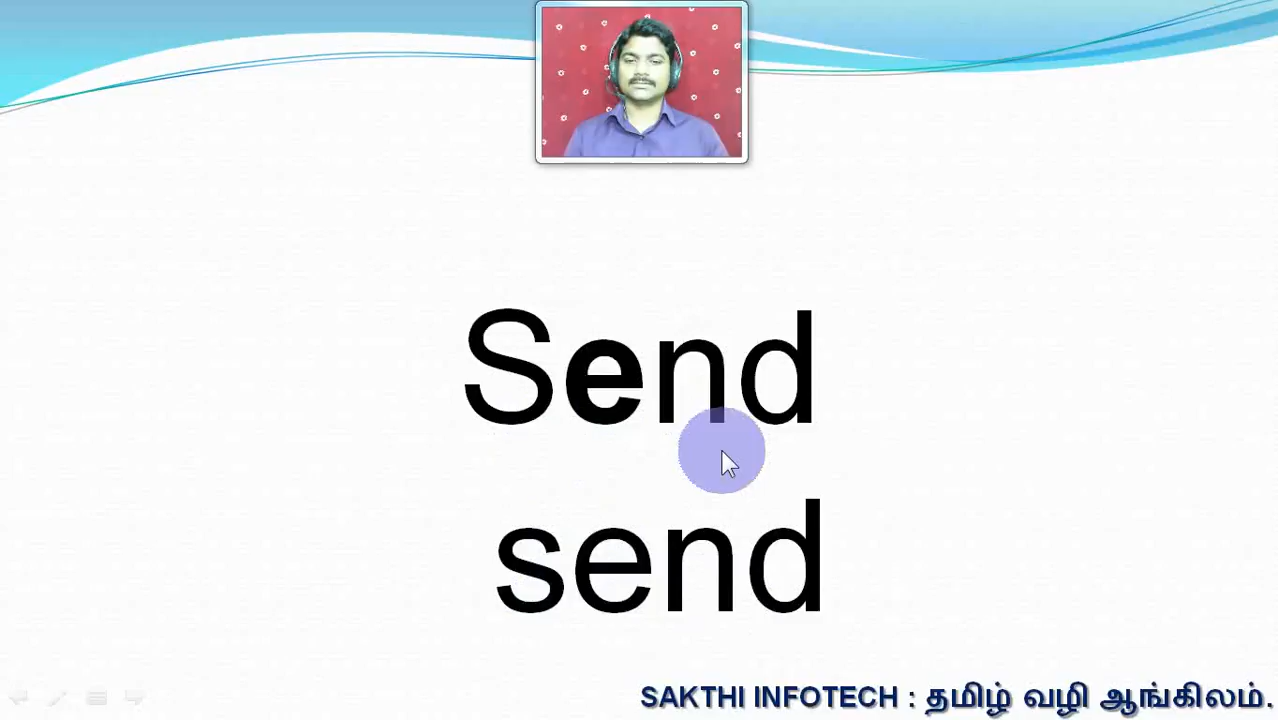 Send
send
SAKTHI INFOTECH : தமிழ் வழி ஆங்கிலம்.